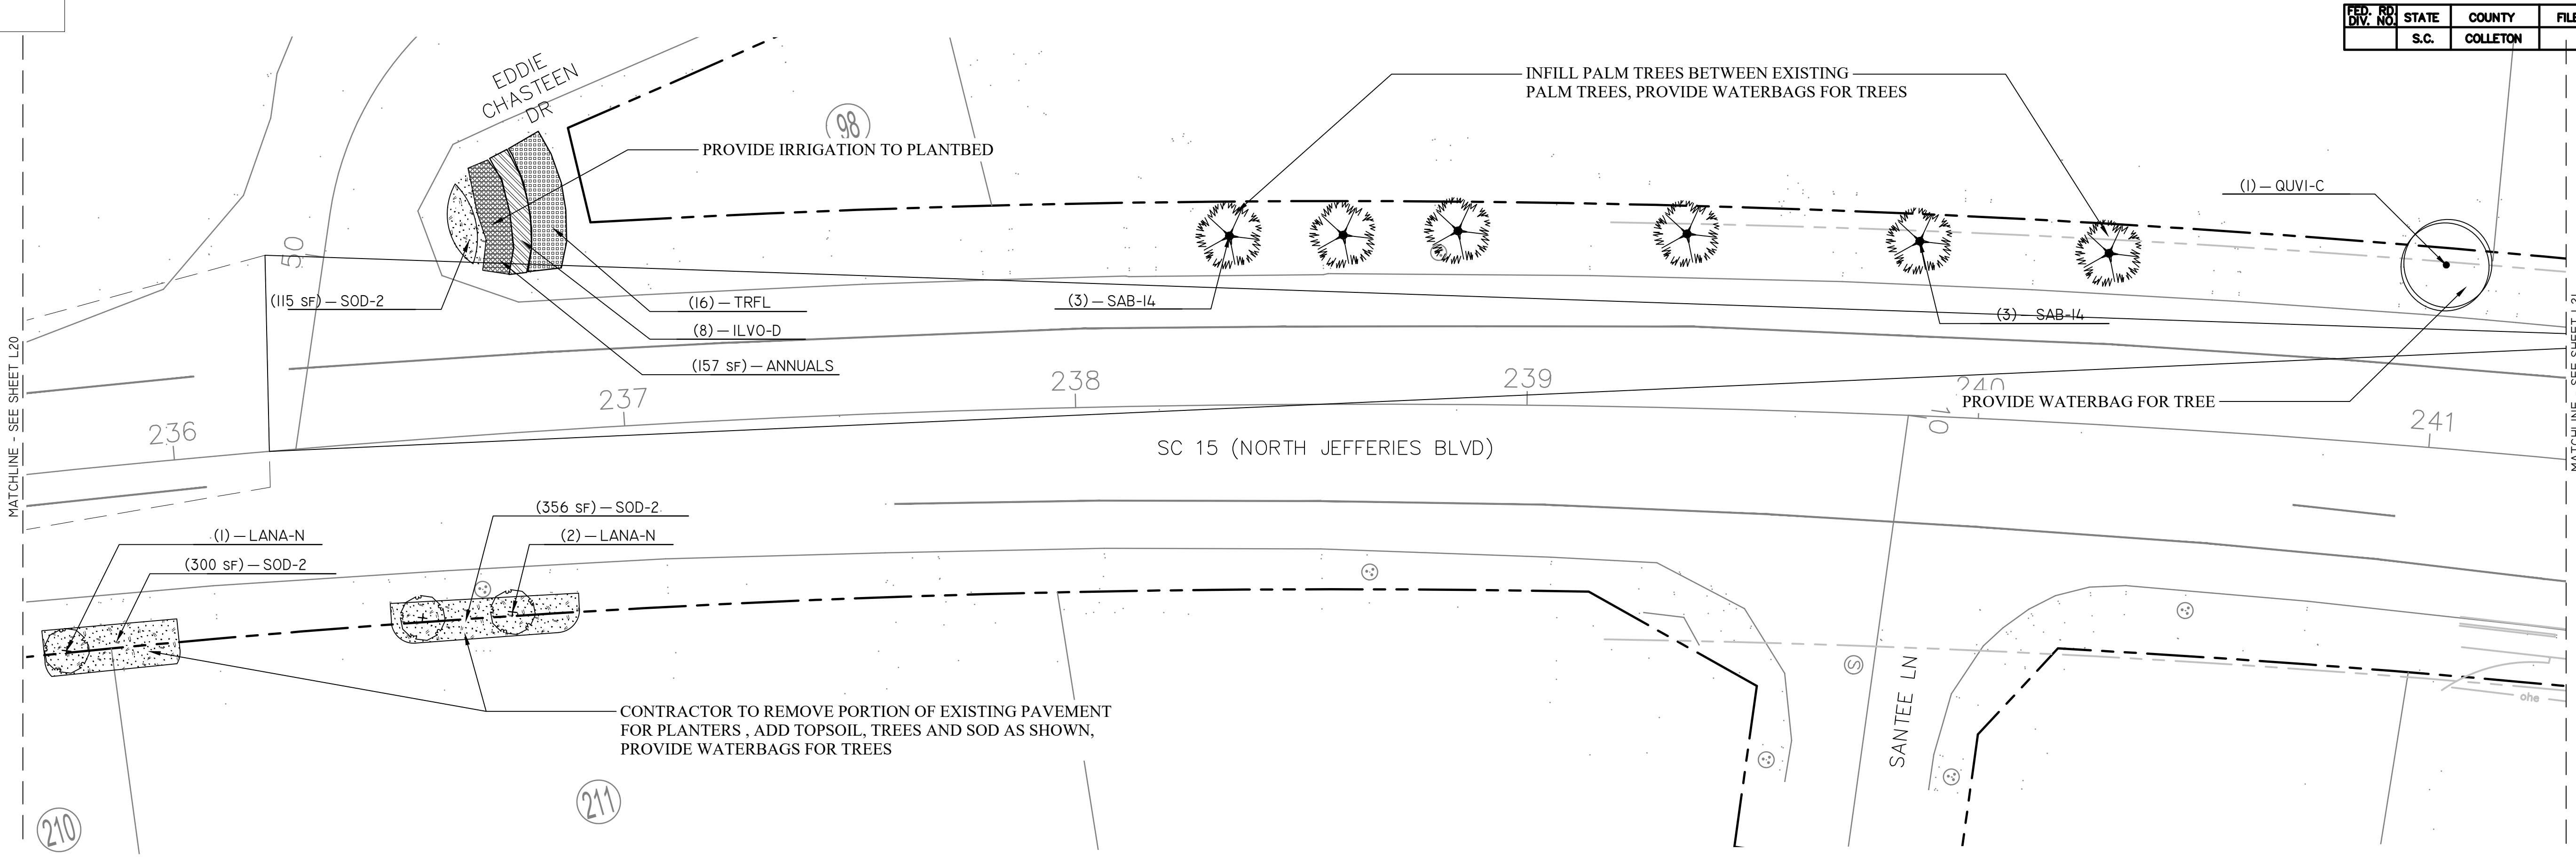 FED. RD. DIV. NO. STATE COUNTY FILE
S.C. COLLETON
EDDIE
CHASTEEN
DR
98
INFILL PALM TREES BETWEEN EXISTING
PALM TREES, PROVIDE WATERBAGS FOR TREES
PROVIDE IRRIGATION TO PLANTBED
(1) — QUVI-C
50
(115 SF) — SOD-2
(16) — TRFL
(8) — ILVO-D
(157 SF) — ANNUALS
(3) — SAB-14
(3) — SAB-14
MATCHLINE - SEE SHEET L20
MATCHLINE - SEE SHEET L21
236
237
238
239
240
241
PROVIDE WATERBAG FOR TREE
10
SC 15 (NORTH JEFFERIES BLVD)
(356 SF) — SOD-2
(1) — LANA-N
(2) — LANA-N
(300 SF) — SOD-2
S
SANTEE LN
ohe
CONTRACTOR TO REMOVE PORTION OF EXISTING PAVEMENT
FOR PLANTERS , ADD TOPSOIL, TREES AND SOD AS SHOWN,
PROVIDE WATERBAGS FOR TREES
210
211